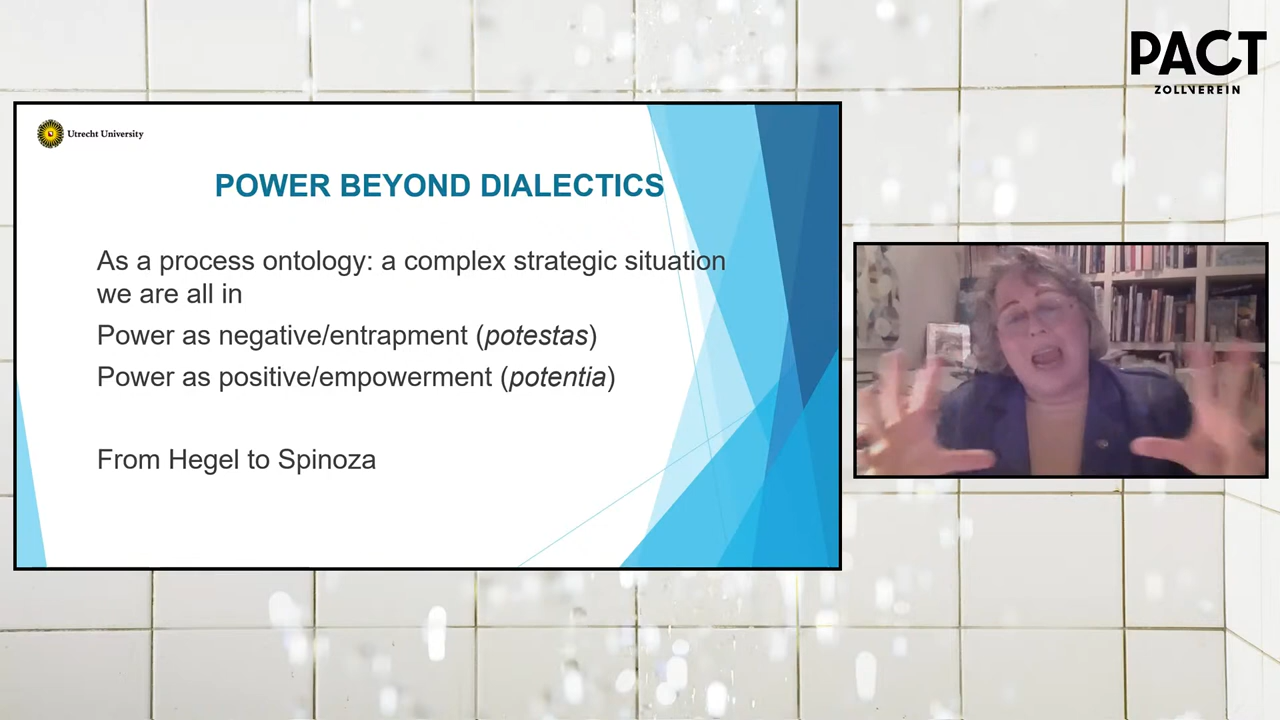 PACT
ZOLLVEREIN
Utrecht University
POWER BEYOND DIALECTICS
As a process ontology: a complex strategic situation
we are all in
Power as negative/entrapment (potestas)
Power as positive/empowerment (potentia)
From Hegel to Spinoza